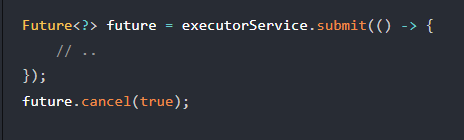 Future<?> future = executorService.submit(() -> {
    // ..
});
future.cancel(true);